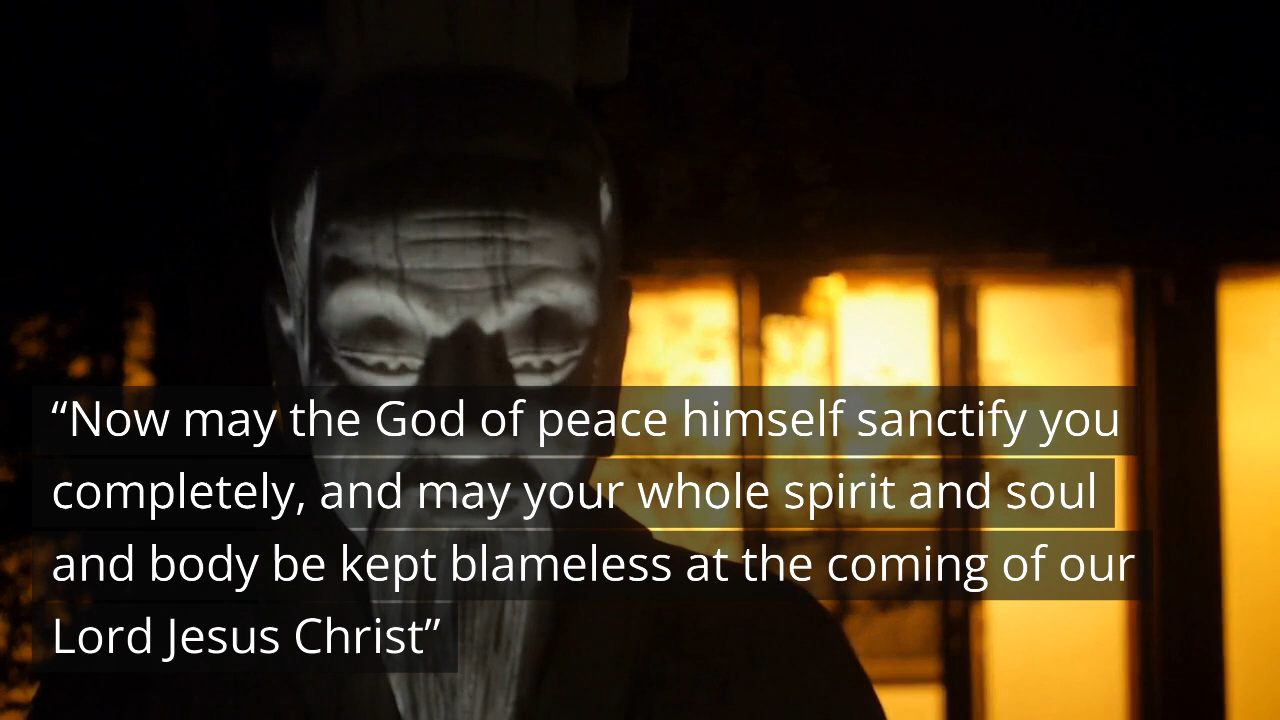 “Now may the God of peace himself sanctify you
completely, and may your whole spirit and soul
and body be kept blameless at the coming of our
Lord Jesus Christ”